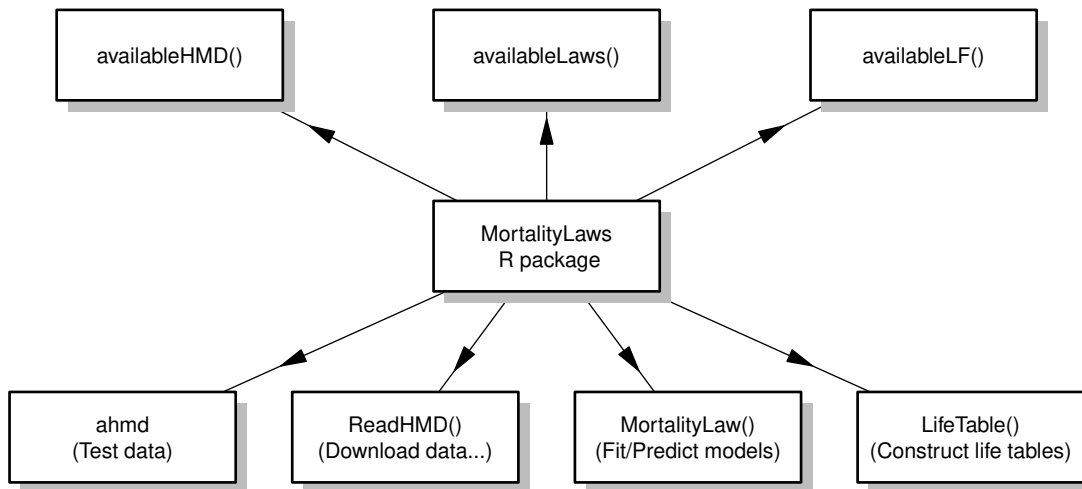 availableHMD()
availableLaws()
availableLF()
MortalityLaws
R package
ahmd
(Test data)
ReadHMD()
(Download data...)
MortalityLaw()
(Fit/Predict models)
LifeTable()
(Construct life tables)